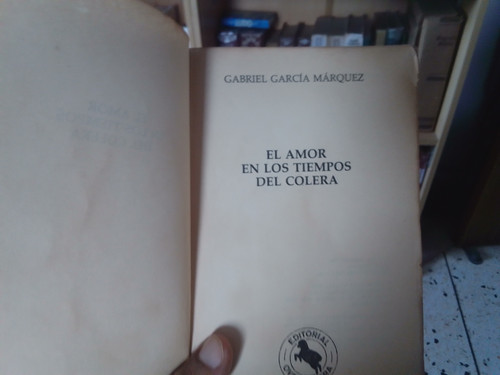 GABRIEL GARCÍA MÁRQUEZ
EL AMOR
EN LOS TIEMPOS
DEL COLERA
EDITORIAL